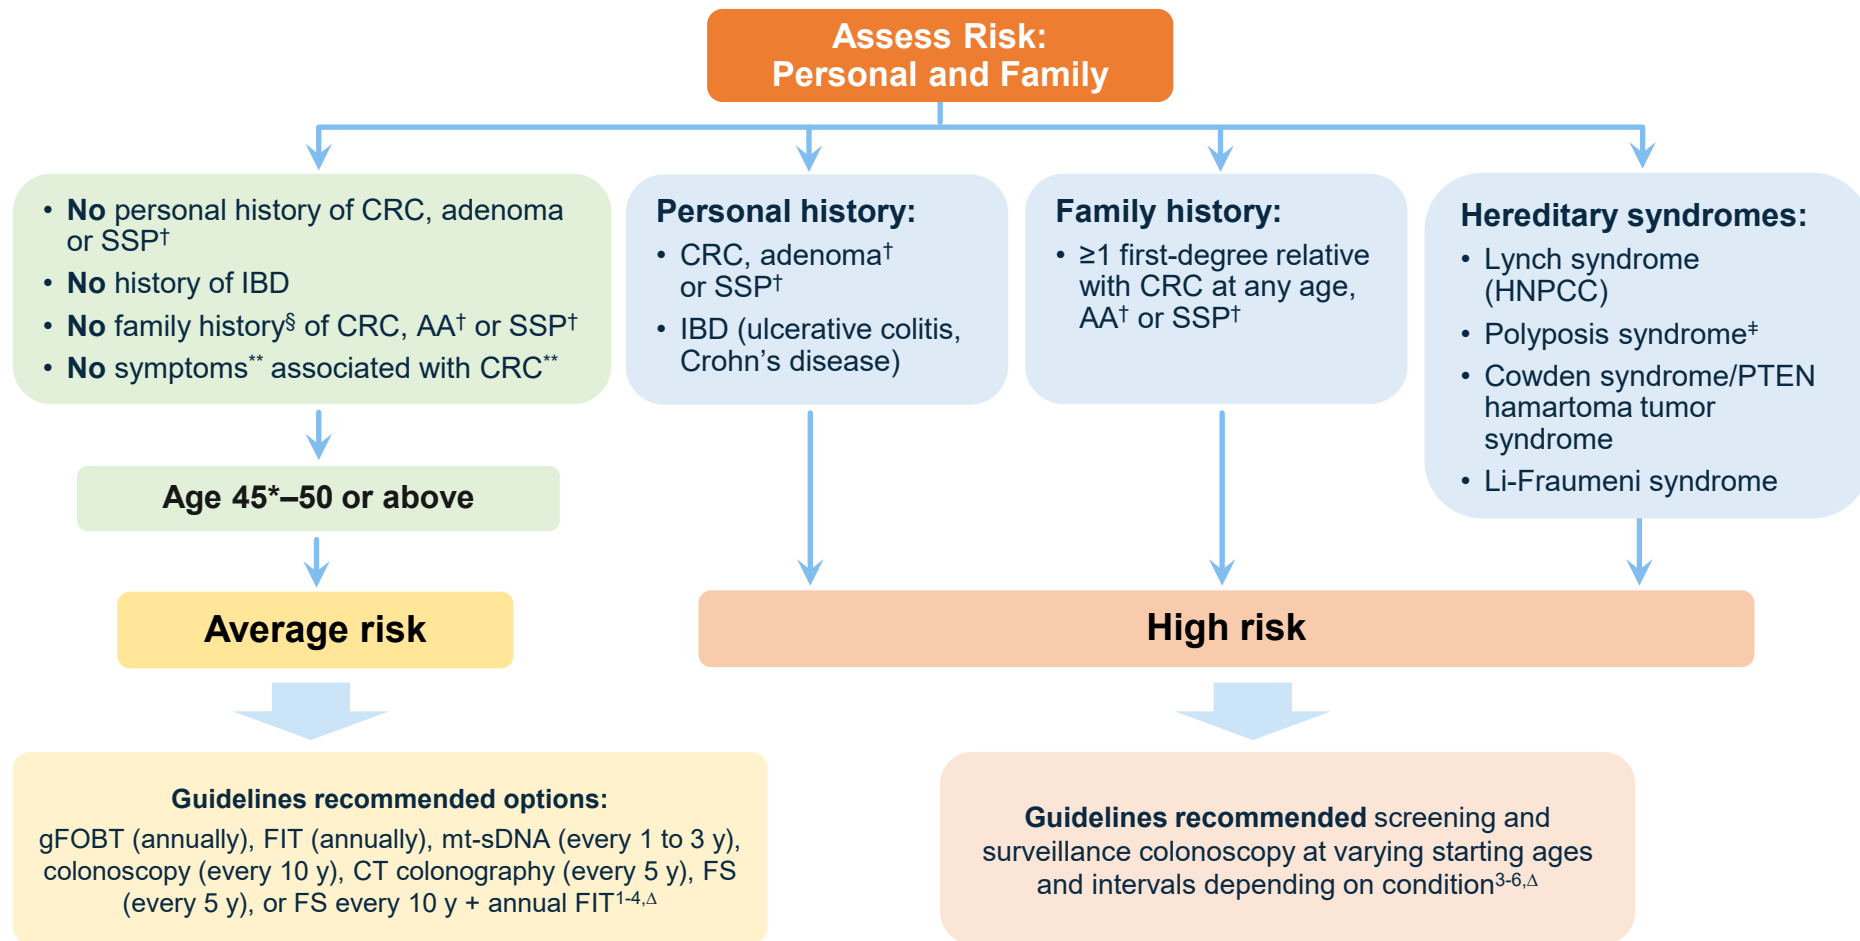 Assess Risk:
Personal and Family
• No personal history of CRC, adenoma
or SSP†
• No history of IBD
• No family history§ of CRC, AA† or SSP†
• No symptoms** associated with CRC**
Age 45*–50 or above
Average risk
Guidelines recommended options:
gFOBT (annually), FIT (annually), mt-sDNA (every 1 to 3 y),
colonoscopy (every 10 y), CT colonography (every 5 y), FS
(every 5 y), or FS every 10 y + annual FIT1-4,Δ
Personal history:
• CRC, adenoma†
or SSP†
• IBD (ulcerative colitis,
Crohn’s disease)
Family history:
• ≥1 first-degree relative
with CRC at any age,
AA† or SSP†
Hereditary syndromes:
• Lynch syndrome
(HNPCC)
• Polyposis syndrome‡
• Cowden syndrome/PTEN
hamartoma tumor
syndrome
• Li-Fraumeni syndrome
High risk
Guidelines recommended screening and
surveillance colonoscopy at varying starting ages
and intervals depending on condition3-6,Δ